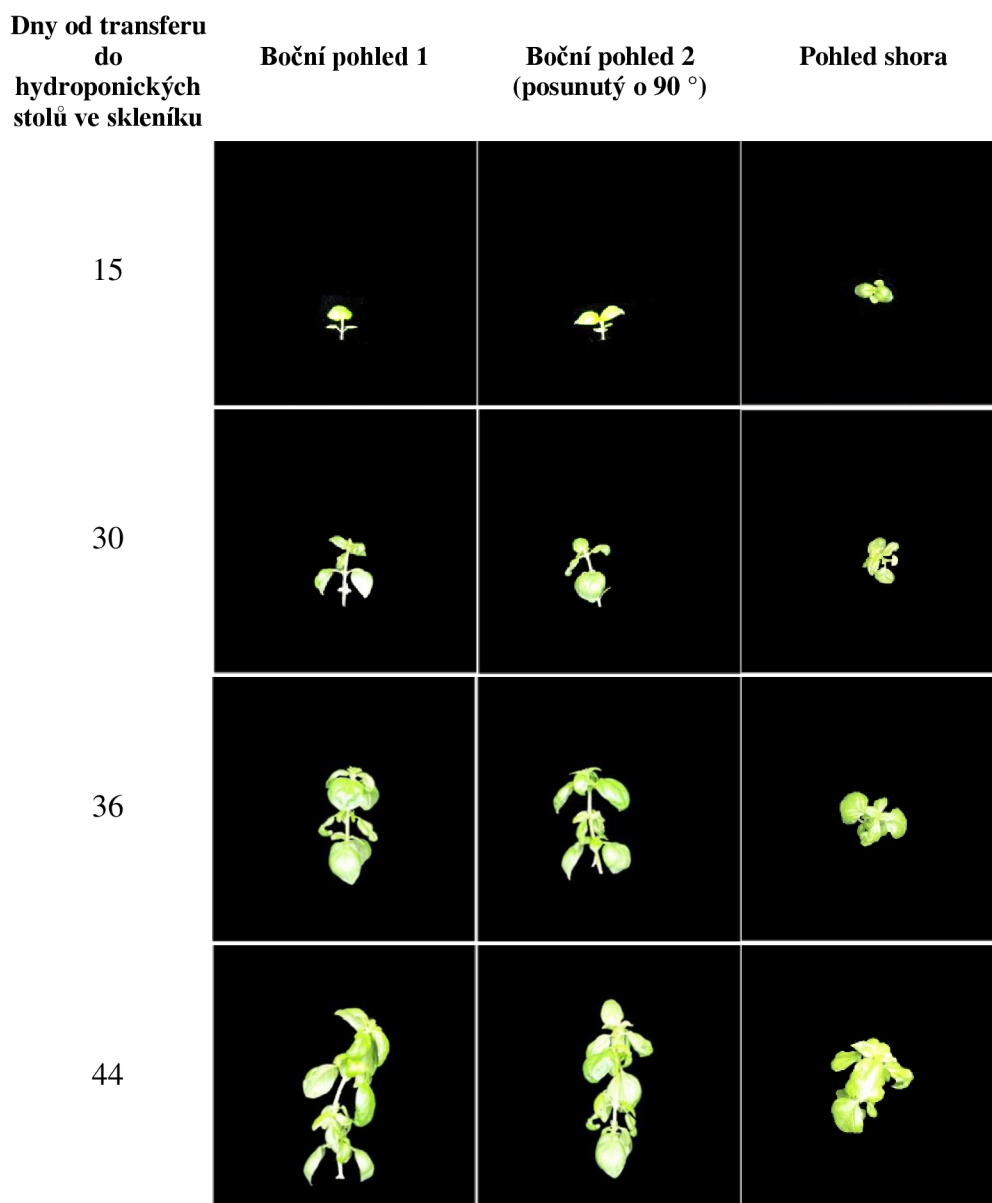 Dny od transferu
do
hydroponických
stolů ve skleníku
Boční pohled 1
Boční pohled 2
(posunutý o 90 °)
Pohled shora
15
30
36
44